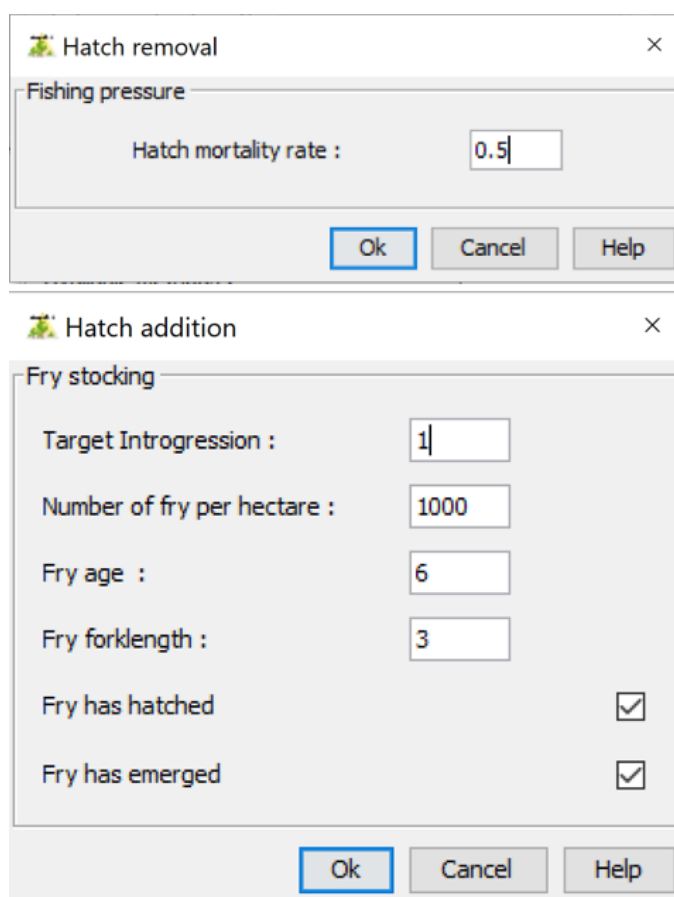 Hatch removal
Fishing pressure
Hatch mortality rate : 0.5
Ok Cancel Help
Hatch addition
Fry stocking
Target Introgression : 1
Number of fry per hectare : 1000
Fry age : 6
Fry forklength : 3
Fry has hatched
Fry has emerged
Ok Cancel Help